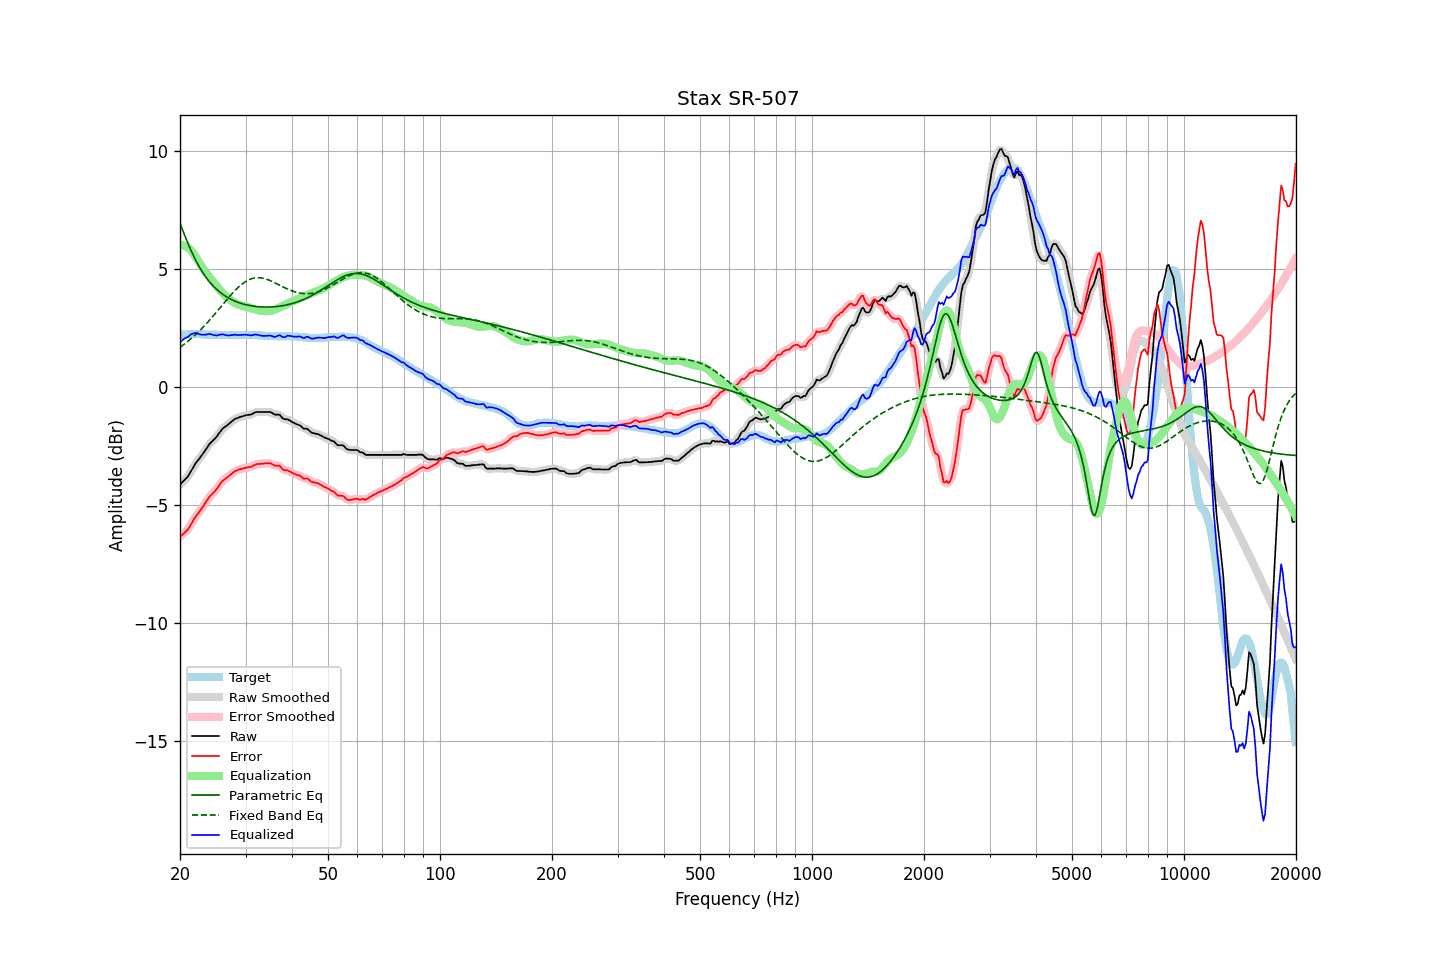 Stax SR-507
Amplitude (dBr)
10
5
0
−5
−10
−15
Target
Raw Smoothed
Error Smoothed
Raw
Error
Equalization
Parametric Eq
Fixed Band Eq
Equalized
20
50
100
200
500
1000
2000
5000
10000
20000
Frequency (Hz)